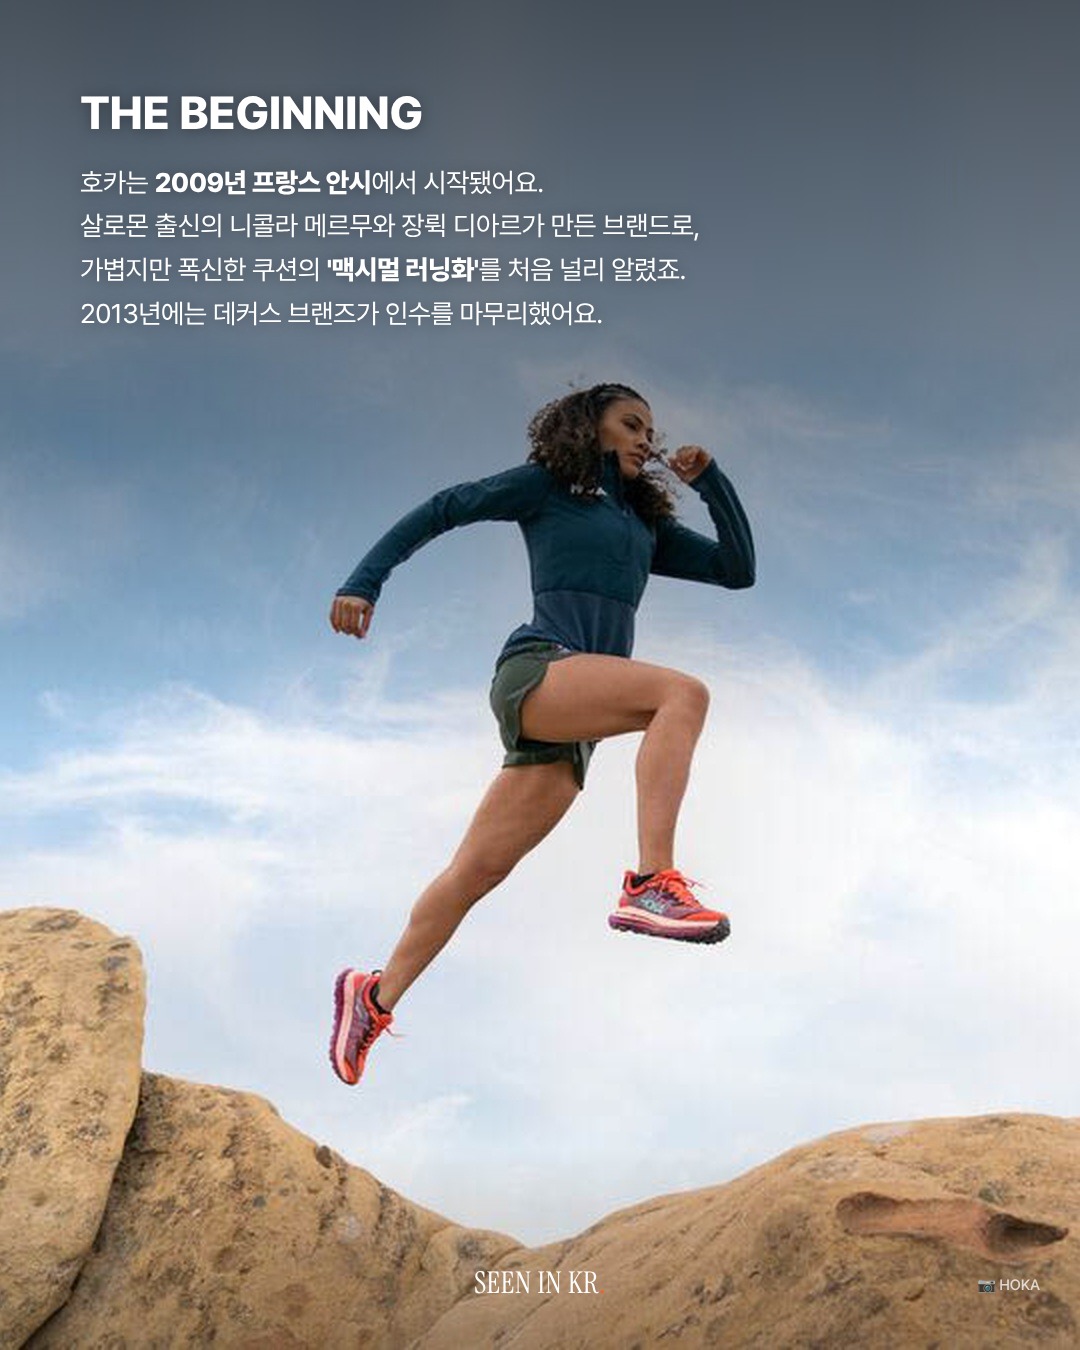 THE BEGINNING
호카는 2009년 프랑스 안시에서 시작됐어요.
살로몬 출신의 니콜라 메르무와 장뤽 디아르가 만든 브랜드로,
가볍지만 폭신한 쿠션의 '맥시멀 러닝화'를 처음 널리 알렸죠.
2013년에는 데커스 브랜즈가 인수를 마무리했어요.
HOKA
SEEN IN KR.
HOKA